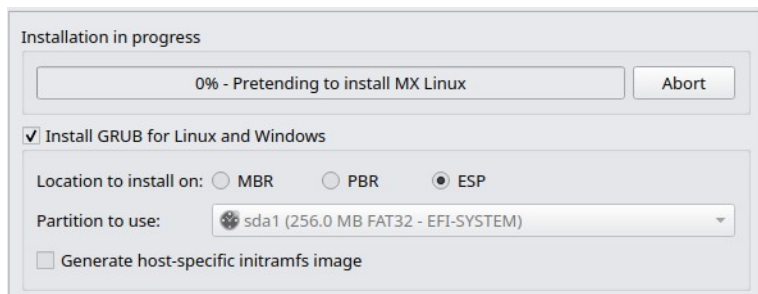 Installation in progress
0% - Pretending to install MX Linux Abort
Install GRUB for Linux and Windows
Location to install on: MBR PBR ESP
Partition to use: sda1 (256.0 MB FAT32 - EFI-SYSTEM)
Generate host-specific initramfs image